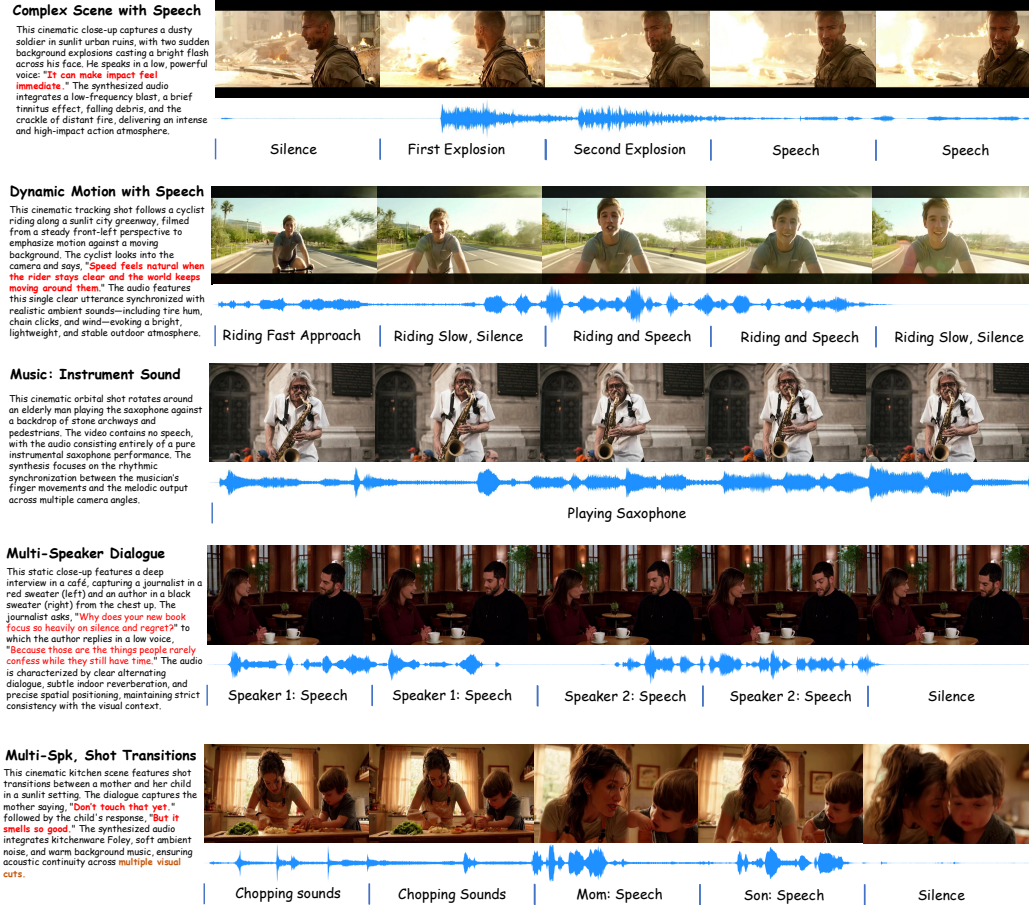 Complex Scene with Speech
This cinematic close-up captures a dusty
soldier in sunlit urban ruins, with two sudden
background explosions casting a bright flash
across his face. He speaks in a low, powerful
voice: "It can make impact feel
immediate." The synthesized audio
integrates a low-frequency blast, a brief
tinnitus effect, falling debris, and the
crackle of distant fire, delivering an intense
and high-impact action atmosphere.
Silence
First Explosion
Second Explosion
Speech
Speech
Dynamic Motion with Speech
This cinematic tracking shot follows a cyclist
riding along a sunlit city greenway, filmed
from a steady front-left perspective to
emphasize motion against a moving
background. The cyclist looks into the
camera and says, "Speed feels natural when
the rider stays clear and the world keeps
moving around them." The audio features
this single clear utterance synchronized with
realistic ambient sounds—including tire hum,
chain clicks, and wind—evoking a bright,
lightweight, and stable outdoor atmosphere.
Riding Fast Approach
Riding Slow, Silence
Riding and Speech
Riding and Speech
Riding Slow, Silence
Music: Instrument Sound
This cinematic orbital shot rotates around
an elderly man playing the saxophone against
a backdrop of stone archways and
pedestrians. The video contains no speech,
with the audio consisting entirely of a pure
instrumental saxophone performance. The
synthesis focuses on the rhythmic
synchronization between the musician's
finger movements and the melodic output
across multiple camera angles.
Playing Saxophone
Multi-Speaker Dialogue
This static close-up features a deep
interview in a café, capturing a journalist in a
red sweater (left) and an author in a black
sweater (right) from the chest up. The
journalist asks, "Why does your new book
focus so heavily on silence and regret?" to
which the author replies in a low voice,
"Because those are the things people rarely
confess while they still have time." The audio
is characterized by clear alternating
dialogue, subtle indoor reverberation, and
precise spatial positioning, maintaining strict
consistency with the visual context.
Speaker 1: Speech
Speaker 1: Speech
Speaker 2: Speech
Speaker 2: Speech
Silence
Multi-Spk, Shot Transitions
This cinematic kitchen scene features shot
transitions between a mother and her child
in a sunlit setting. The dialogue captures the
mother saying, "Don't touch that yet."
followed by the child's response, "But it
smells so good." The synthesized audio
integrates kitchenware Foley, soft ambient
noise, and warm background music, ensuring
acoustic continuity across multiple visual
cuts.
Chopping sounds
Chopping Sounds
Mom: Speech
Son: Speech
Silence